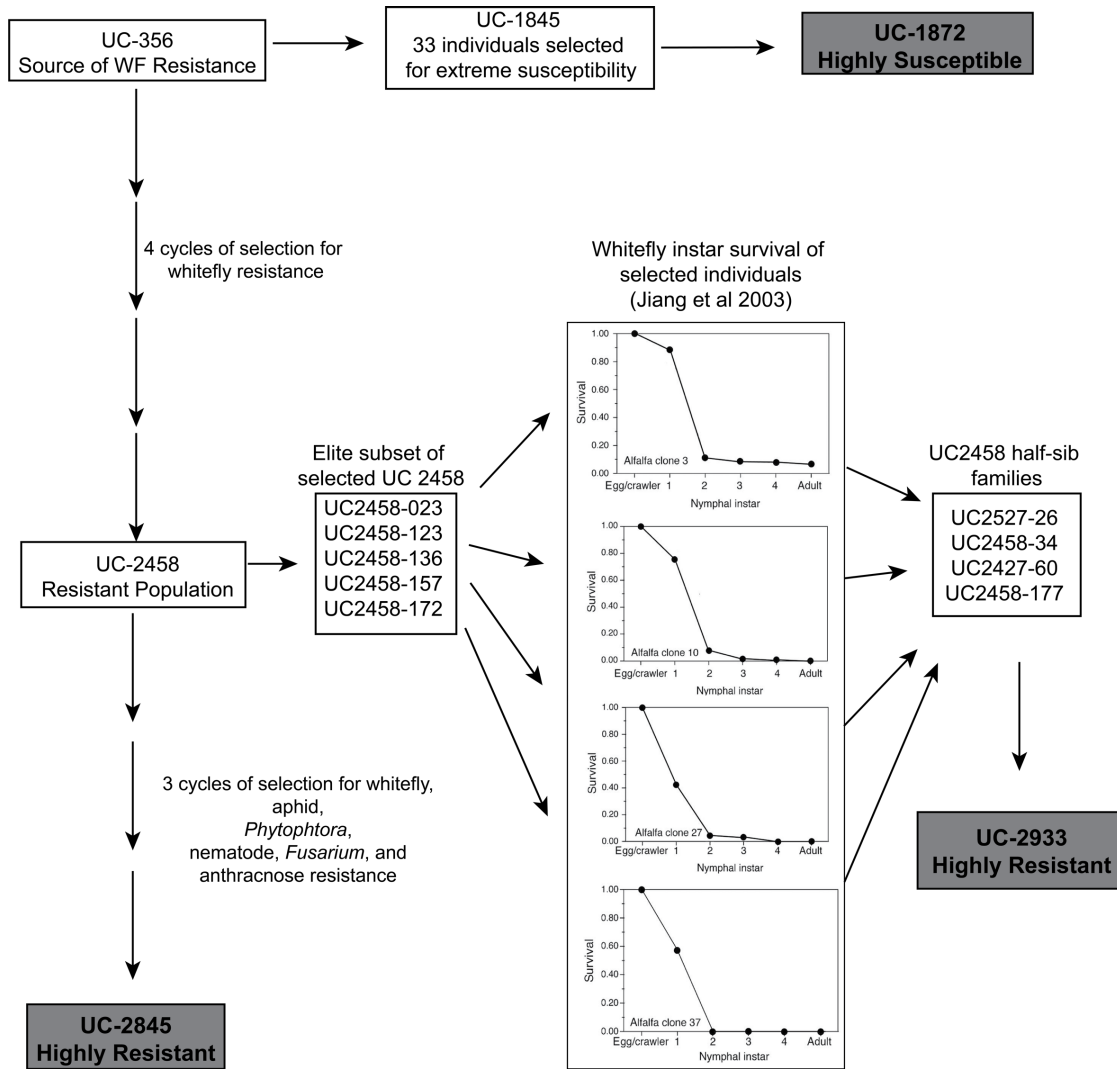 UC-356
Source of WF Resistance
UC-1845
33 individuals selected
for extreme susceptibility
UC-1872
Highly Susceptible
4 cycles of selection for
whitefly resistance
Whitefly instar survival of
selected individuals
(Jiang et al 2003)
Elite subset of
selected UC 2458
UC2458-023
UC2458-123
UC2458-136
UC2458-157
UC2458-172
UC-2458
Resistant Population
1.00
0.80
0.60
0.40
0.20
0.00
Survival
Alfalfa clone 3
Egg/crawler 1 2 3 4 Adult
Nymphal instar
1.00
0.80
0.60
0.40
0.20
0.00
Survival
Alfalfa clone 10
Egg/crawler 1 2 3 4 Adult
Nymphal instar
1.00
0.80
0.60
0.40
0.20
0.00
Survival
Alfalfa clone 27
Egg/crawler 1 2 3 4 Adult
Nymphal instar
1.00
0.80
0.60
0.40
0.20
0.00
Survival
Alfalfa clone 37
Egg/crawler 1 2 3 4 Adult
Nymphal instar
UC2458 half-sib
families
UC2527-26
UC2458-34
UC2427-60
UC2458-177
UC-2933
Highly Resistant
3 cycles of selection for whitefly,
aphid,
Phytophtora,
nematode, Fusarium, and
anthracnose resistance
UC-2845
Highly Resistant